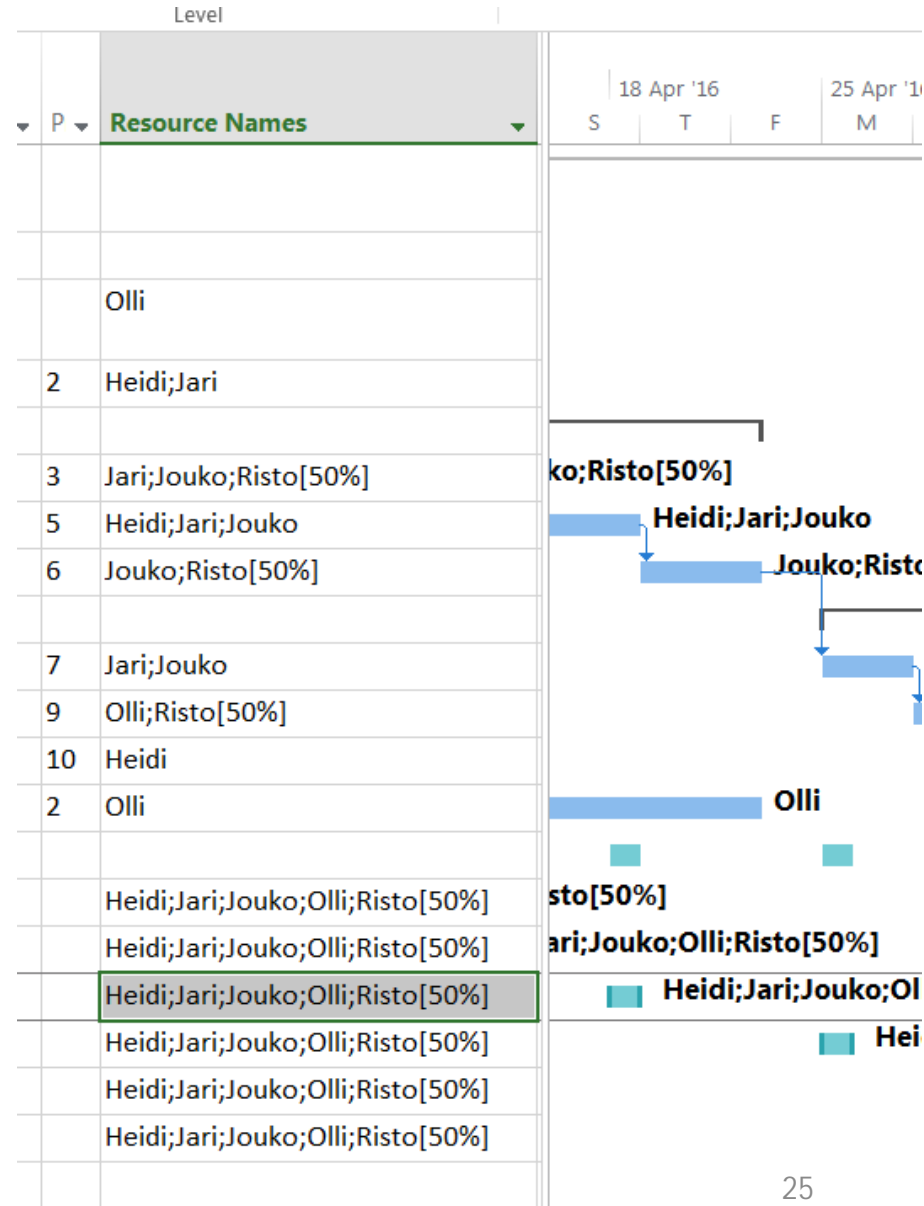 Level
18 Apr '16 25 Apr '16
P Resource Names S T F M
Olli
2 Heidi;Jari
3 Jari;Jouko;Risto[50%] ko;Risto[50%]
5 Heidi;Jari;Jouko Heidi;Jari;Jouko
6 Jouko;Risto[50%] Jouko;Risto
7 Jari;Jouko
9 Olli;Risto[50%]
10 Heidi
2 Olli Olli
Heidi;Jari;Jouko;Olli;Risto[50%] sto[50%]
Heidi;Jari;Jouko;Olli;Risto[50%] ari;Jouko;Olli;Risto[50%]
Heidi;Jari;Jouko;Olli;Risto[50%] Heidi;Jari;Jouko;Ol
Heidi;Jari;Jouko;Olli;Risto[50%] Hei
Heidi;Jari;Jouko;Olli;Risto[50%]
Heidi;Jari;Jouko;Olli;Risto[50%]
25